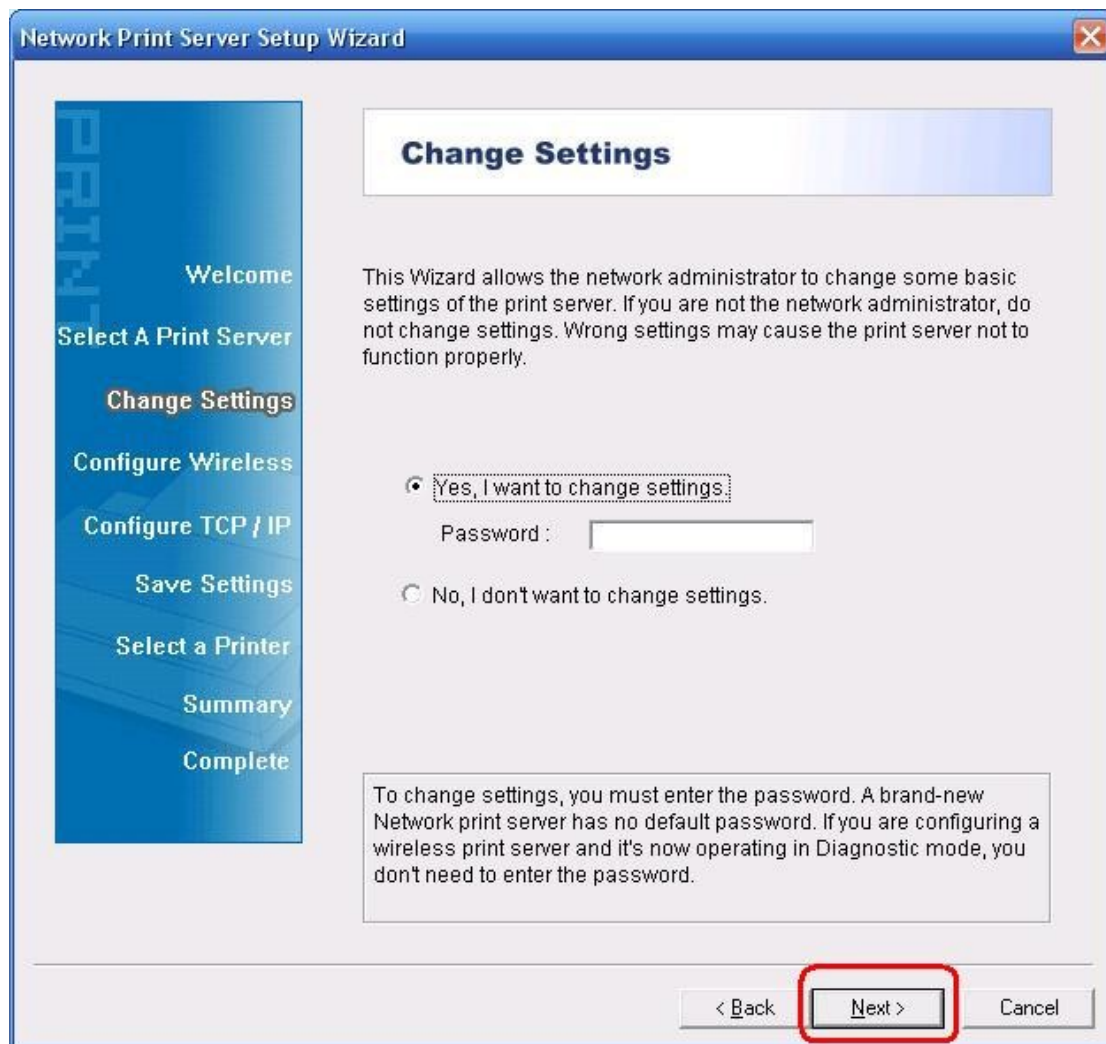 Network Print Server Setup Wizard
PRINT
Welcome
Select A Print Server
Change Settings
Configure Wireless
Configure TCP / IP
Save Settings
Select a Printer
Summary
Complete
Change Settings
This Wizard allows the network administrator to change some basic
settings of the print server. If you are not the network administrator, do
not change settings. Wrong settings may cause the print server not to
function properly.
Yes, I want to change settings.
Password :
No, I don't want to change settings.
To change settings, you must enter the password. A brand-new
Network print server has no default password. If you are configuring a
wireless print server and it's now operating in Diagnostic mode, you
don't need to enter the password.
< Back
Next >
Cancel